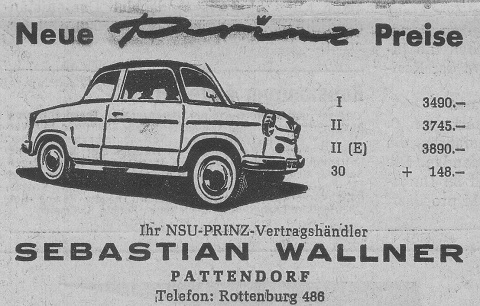 Neue Prinz Preise
I 3490.—
II 3745.—
II (E) 3890.—
30 + 148.—
Ihr NSU-PRINZ-Vertragshändler
SEBASTIAN WALLNER
PATTENDORF
Telefon: Rottenburg 486